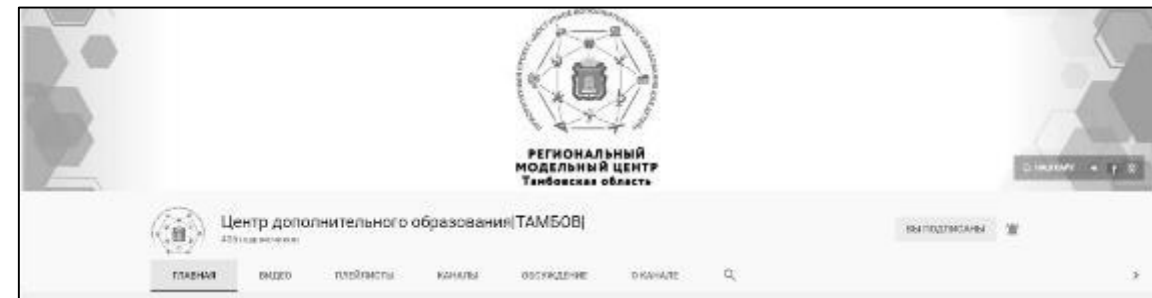 РЕГИОНАЛЬНЫЙ
МОДЕЛЬНЫЙ ЦЕНТР
Тамбовская область
Центр дополнительного образования|ТАМБОВ|
ВЫ ПОДПИСАНЫ
ГЛАВНАЯ ВИДЕО ПЛЕЙЛИСТЫ КАНАЛЫ ОБСУЖДЕНИЕ О КАНАЛЕ